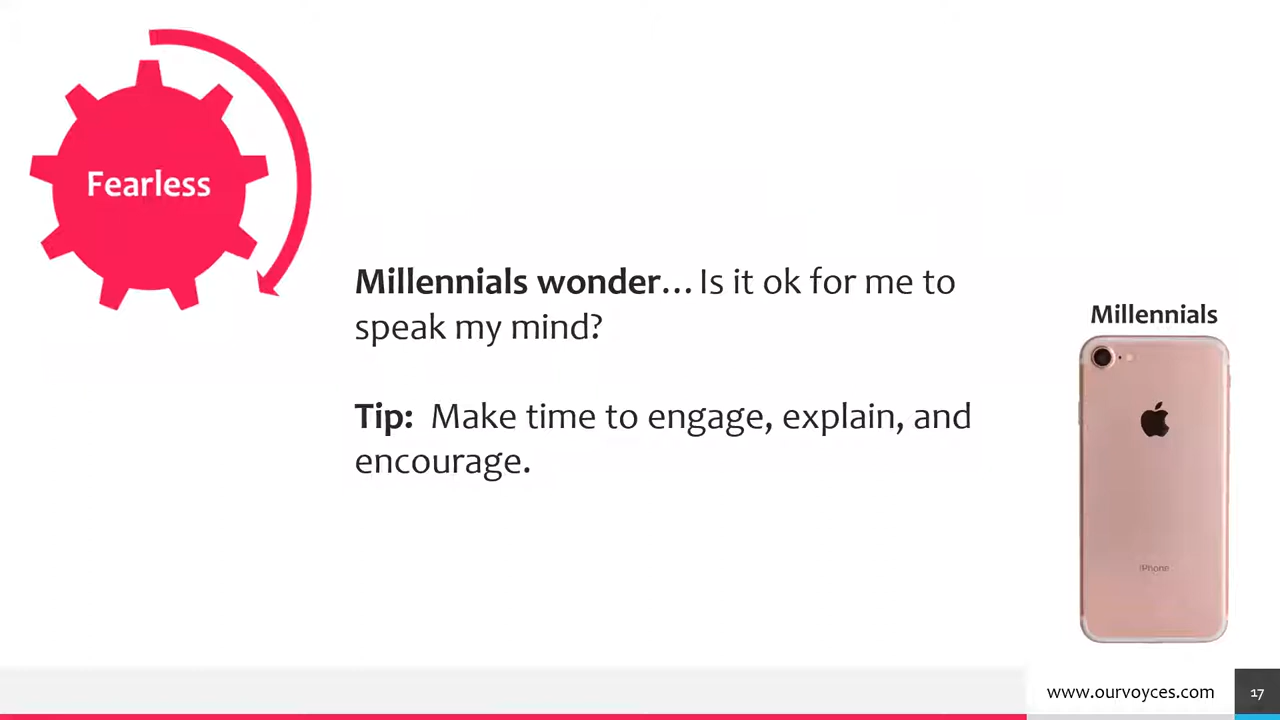 Fearless
Millennials wonder... Is it ok for me to
speak my mind?
Tip: Make time to engage, explain, and
encourage.
Millennials
iPhone
www.ourvoyces.com
17